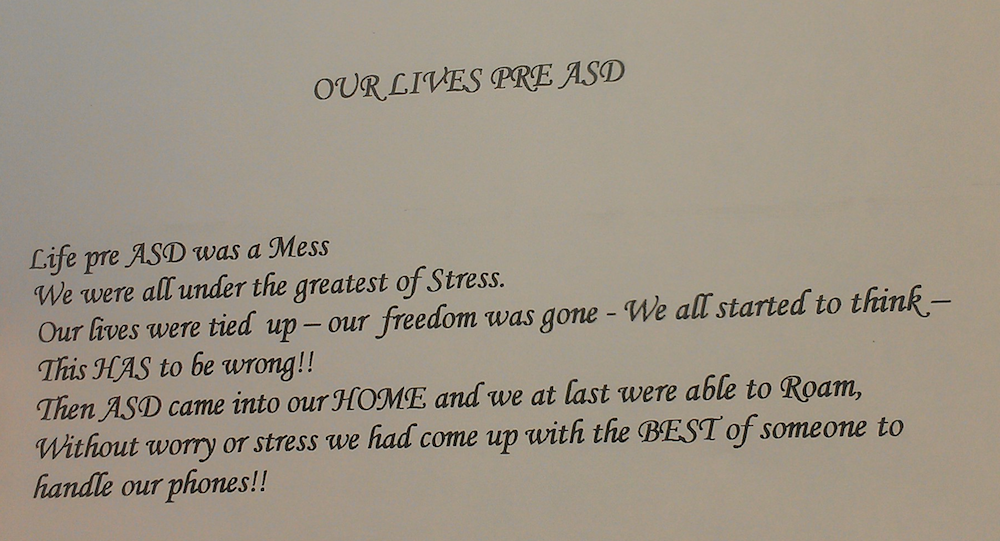 OUR LIVES PRE ASD
Life pre ASD was a Mess
We were all under the greatest of Stress.
Our lives were tied up – our freedom was gone - We all started to think –
This HAS to be wrong!!
Then ASD came into our HOME and we at last were able to Roam,
Without worry or stress we had come up with the BEST of someone to
handle our phones!!